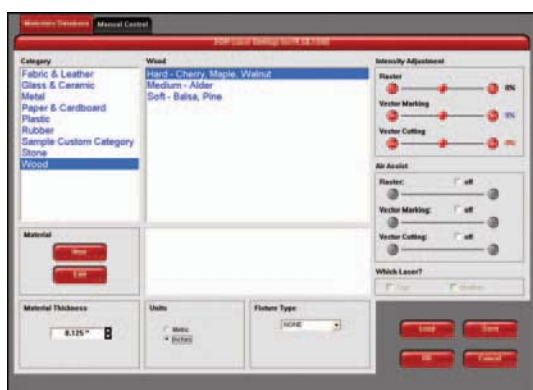 Materials Database
Manual Control
Category
Fabric & Leather
Glass & Ceramic
Metal
Paper & Cardboard
Plastic
Rubber
Sample Custom Category
Stone
Wood
Wood
Hard - Cherry, Maple, Walnut
Medium - Alder
Soft - Balsa, Pine
Intensity Adjustment
Raster
0%
Vector Marking
0%
Vector Cutting
0%
Air Assist
Raster:
off
Vector Marking:
off
Vector Cutting:
off
Which Laser?
Material
New
Edit
Material Thickness
0.125"
Units
Metric
Inches
Fixture Type:
NONE
Load
Save
OK
Cancel